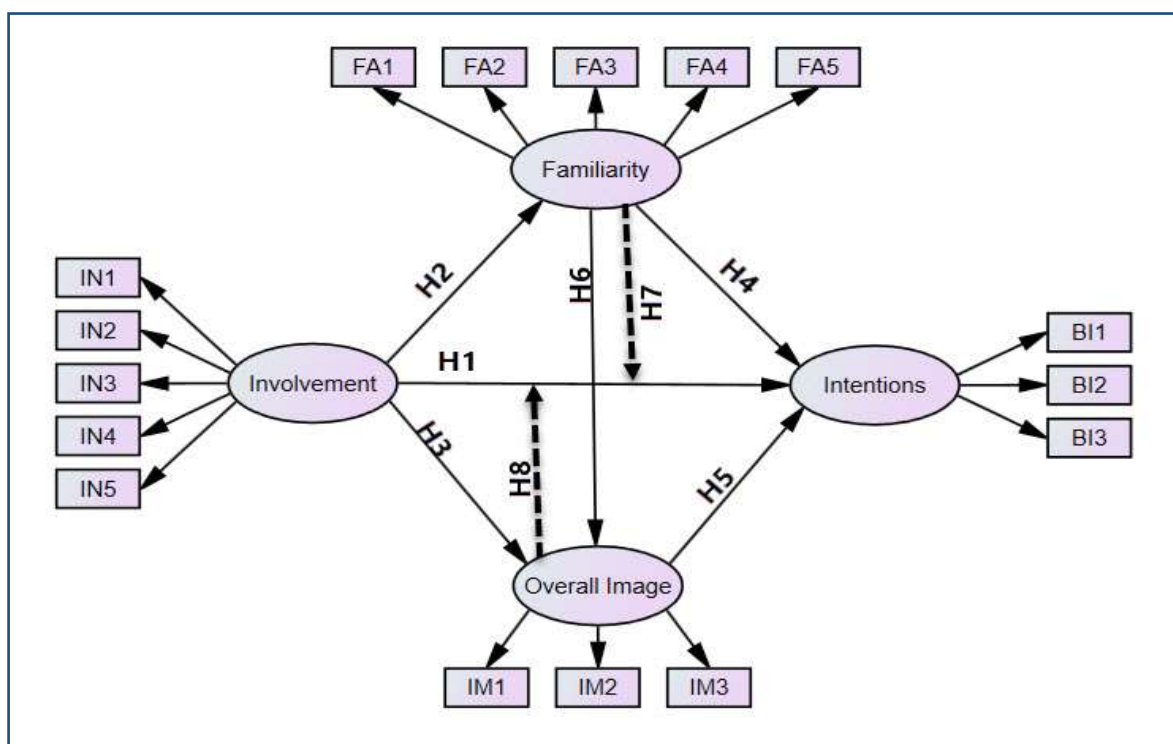 FA1
FA2
FA3
FA4
FA5
Familiarity
IN1
IN2
IN3
IN4
IN5
H2
H6
H7
H4
Involvement
H1
Intentions
BI1
BI2
BI3
H3
H8
H5
Overall Image
IM1
IM2
IM3